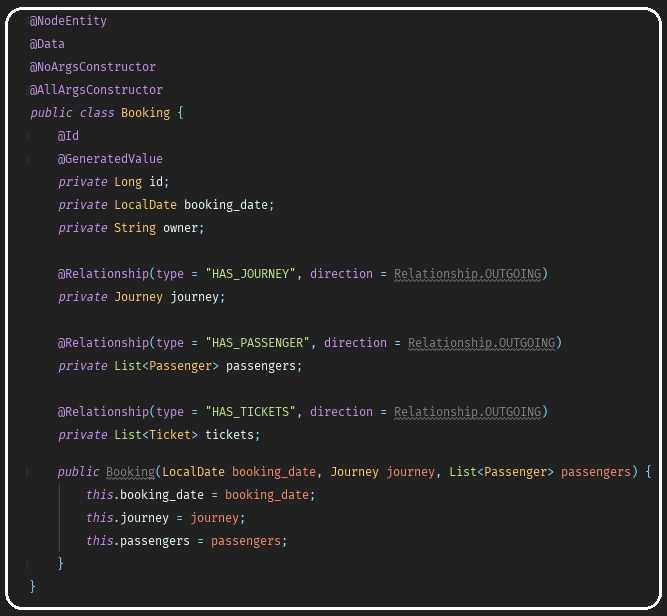 @NodeEntity
@Data
@NoArgsConstructor
@AllArgsConstructor
public class Booking {
@Id
@GeneratedValue
private Long id;
private LocalDate booking_date;
private String owner;
@Relationship(type = "HAS_JOURNEY", direction = Relationship.OUTGOING)
private Journey journey;
@Relationship(type = "HAS_PASSENGER", direction = Relationship.OUTGOING)
private List<Passenger> passengers;
@Relationship(type = "HAS_TICKETS", direction = Relationship.OUTGOING)
private List<Ticket> tickets;
public Booking(LocalDate booking_date, Journey journey, List<Passenger> passengers) {
this.booking_date = booking_date;
this.journey = journey;
this.passengers = passengers;
}
}